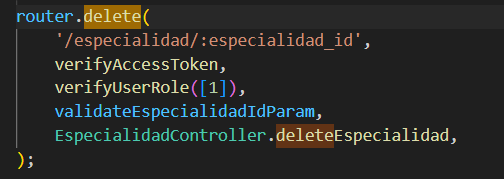 router.delete(
    '/especialidad/:especialidad_id',
    verifyAccessToken,
    verifyUserRole([1]),
    validateEspecialidadIdParam,
    EspecialidadController.deleteEspecialidad,
);